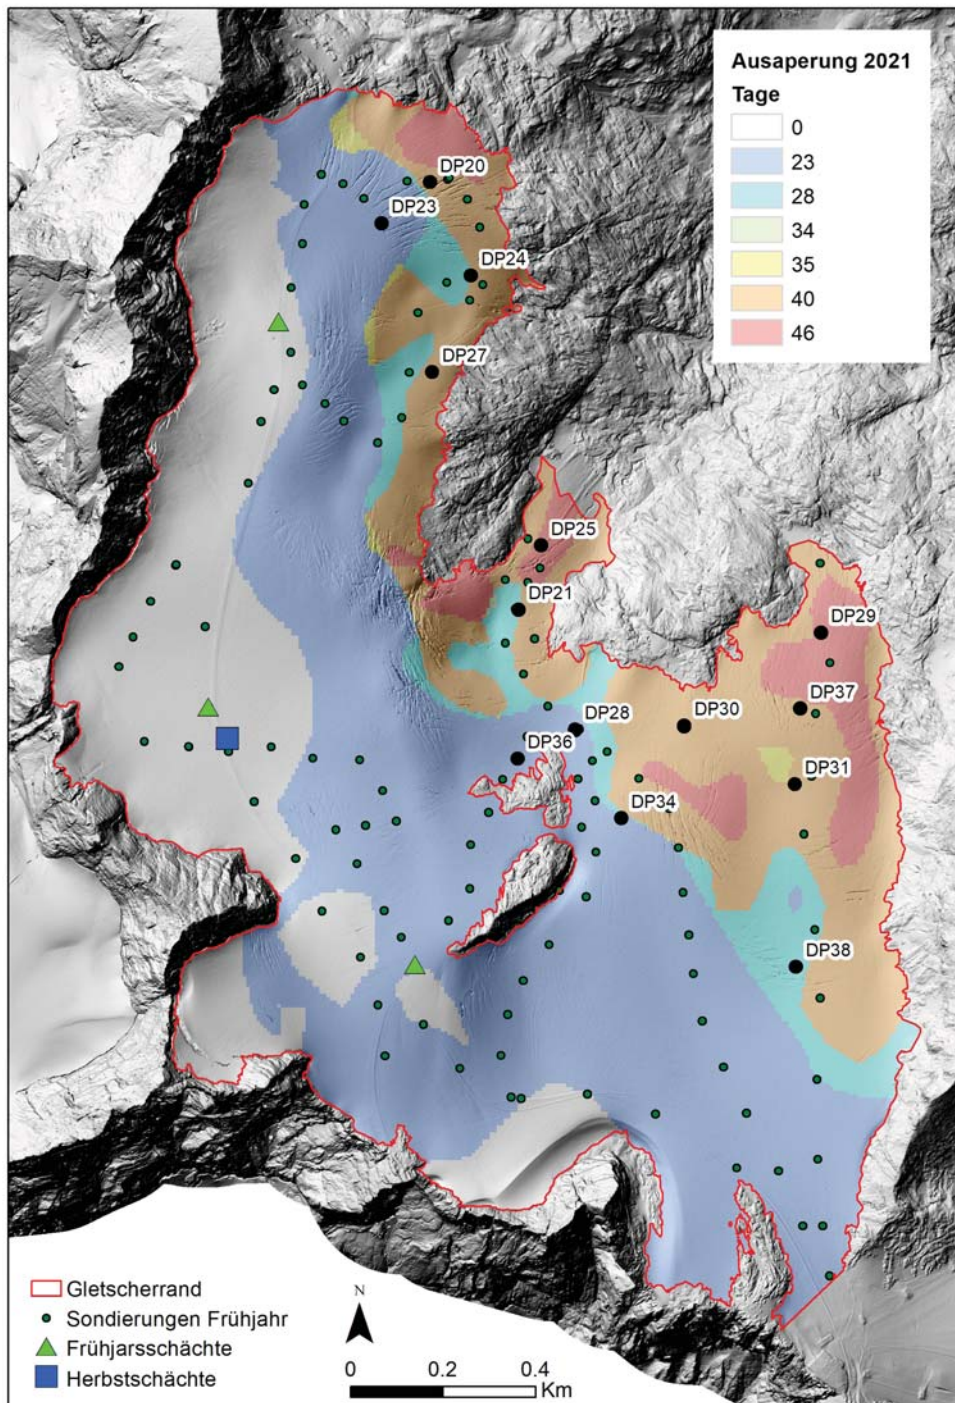 Ausaperung 2021
Tage
0
23
28
34
35
40
46
DP20
DP23
DP24
DP27
DP25
DP21
DP29
DP37
DP28
DP30
DP36
DP31
DP34
DP38
Gletscherrand
Sondierungen Frühjahr
Frühjarsschächte
Herbstschächte
N
0 0.2 0.4
Km